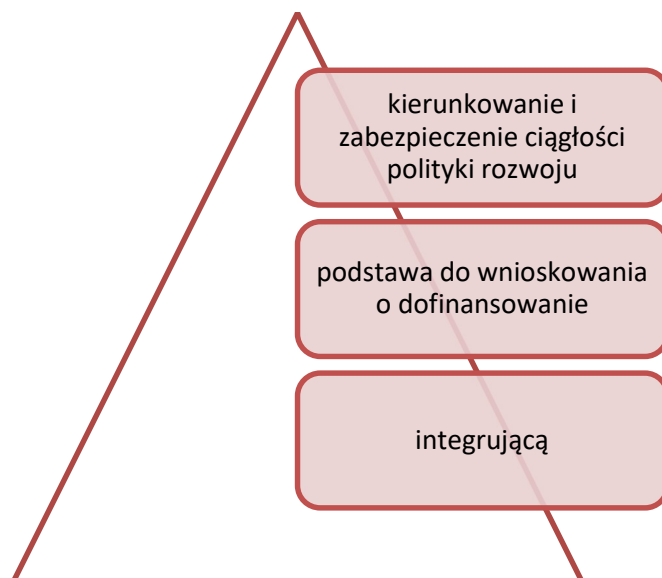 kierunkowanie i
zabezpieczenie ciągłości
polityki rozwoju
podstawa do wnioskowania
o dofinansowanie
integrującą